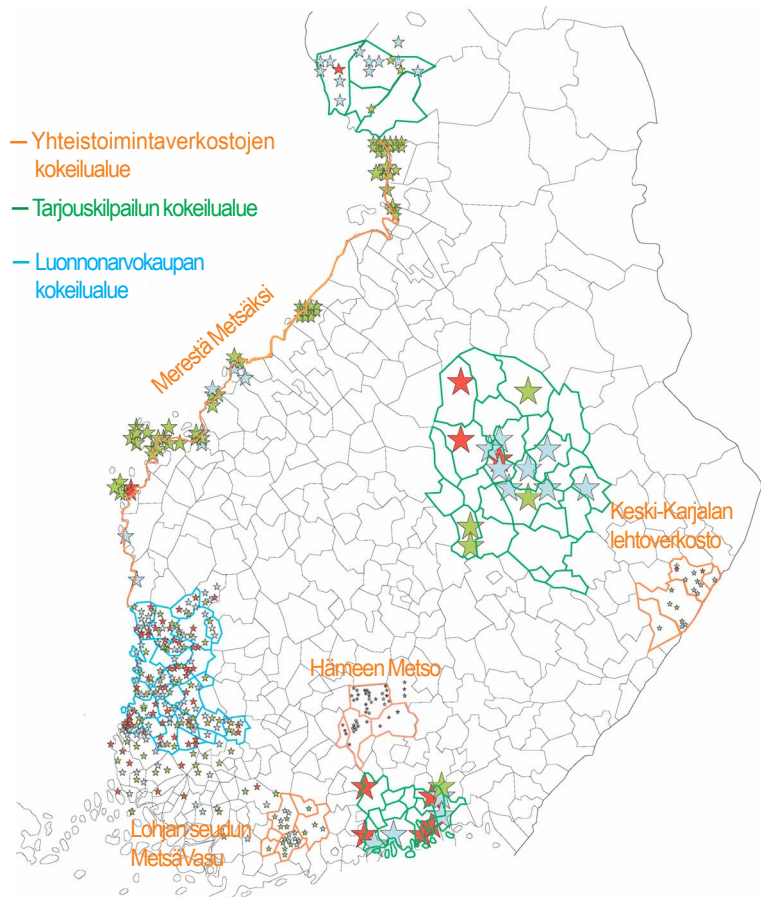 Yhteistoimintaverkostojen
kokeilualue
Tarjouskilpailun kokeilualue
Luonnonarvokaupan
kokeilualue
Merestä Metsäksi
Keski-Karjalan
lehtoverkosto
Hämeen Metso
Lohjan seudun
MetsäVasu